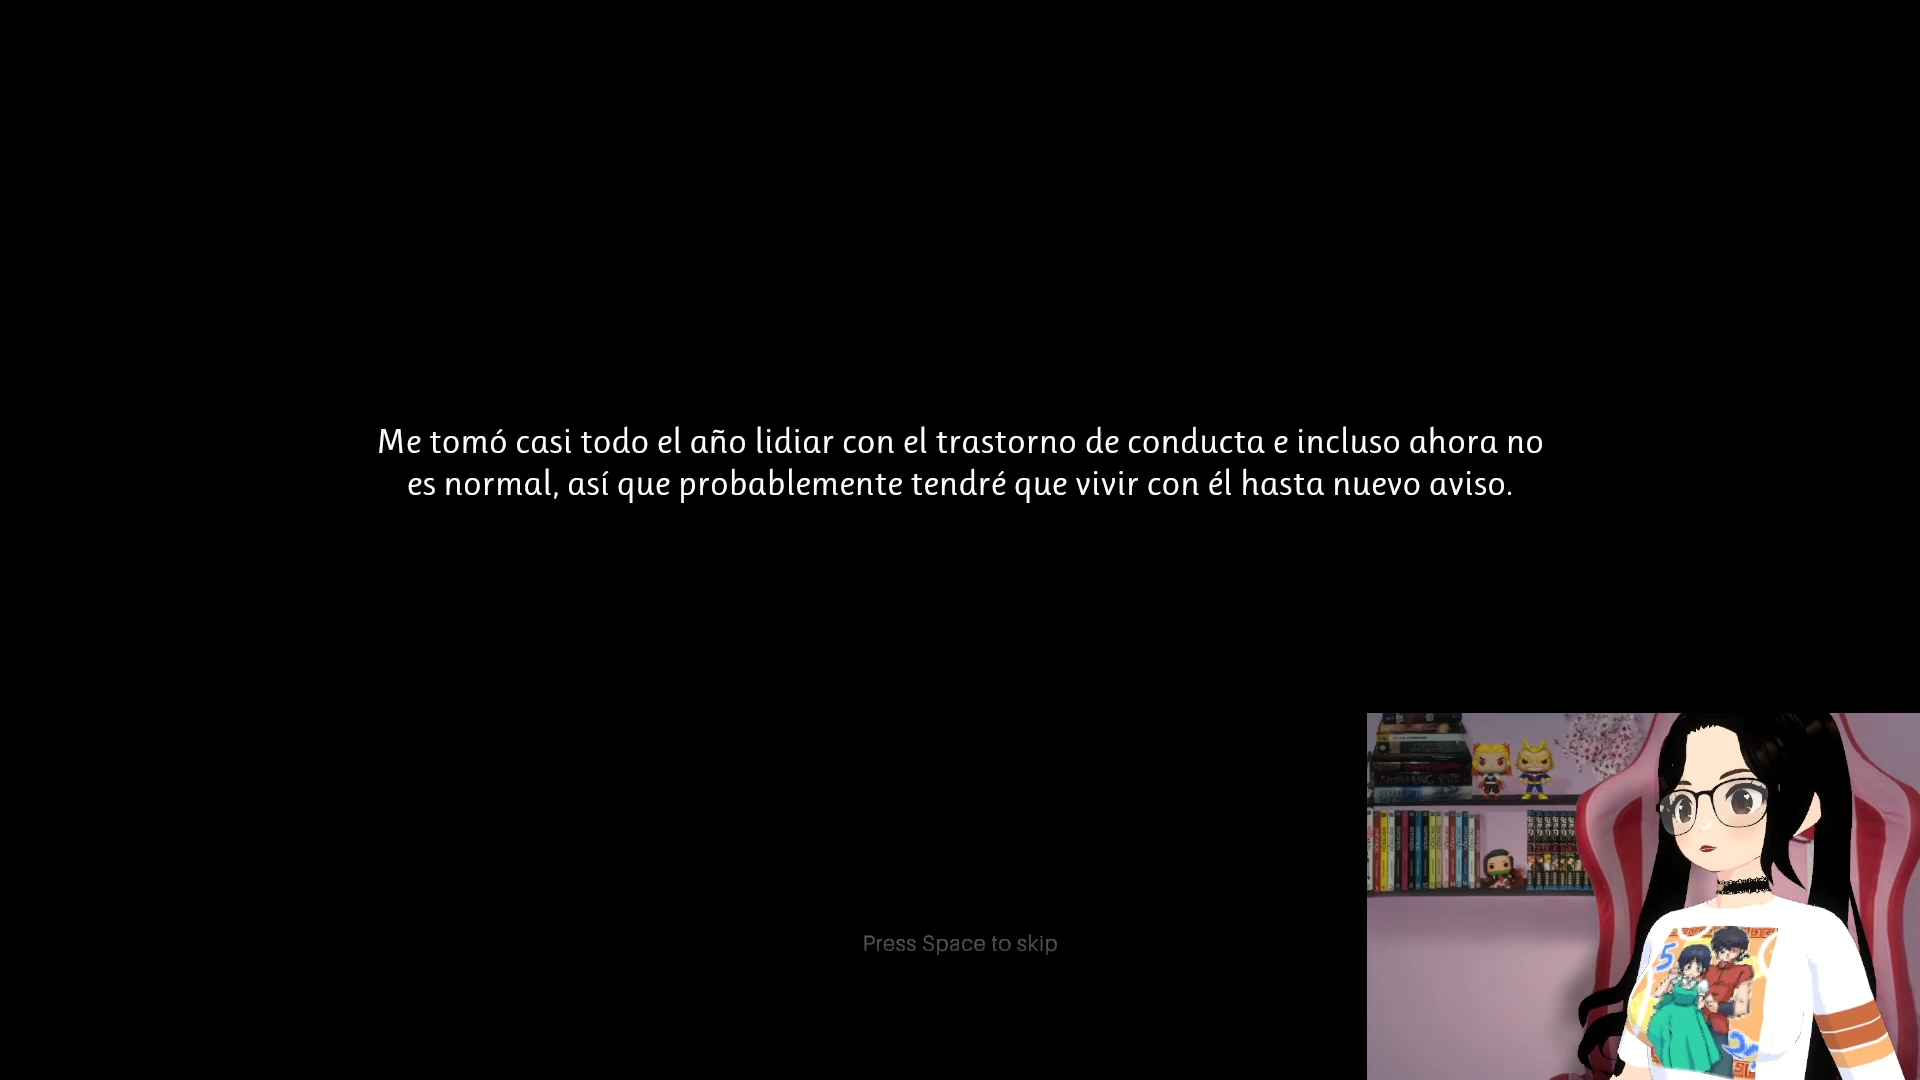 Me tomó casi todo el año lidiar con el trastorno de conducta e incluso ahora no
es normal, así que probablemente tendré que vivir con él hasta nuevo aviso.
Press Space to skip
5